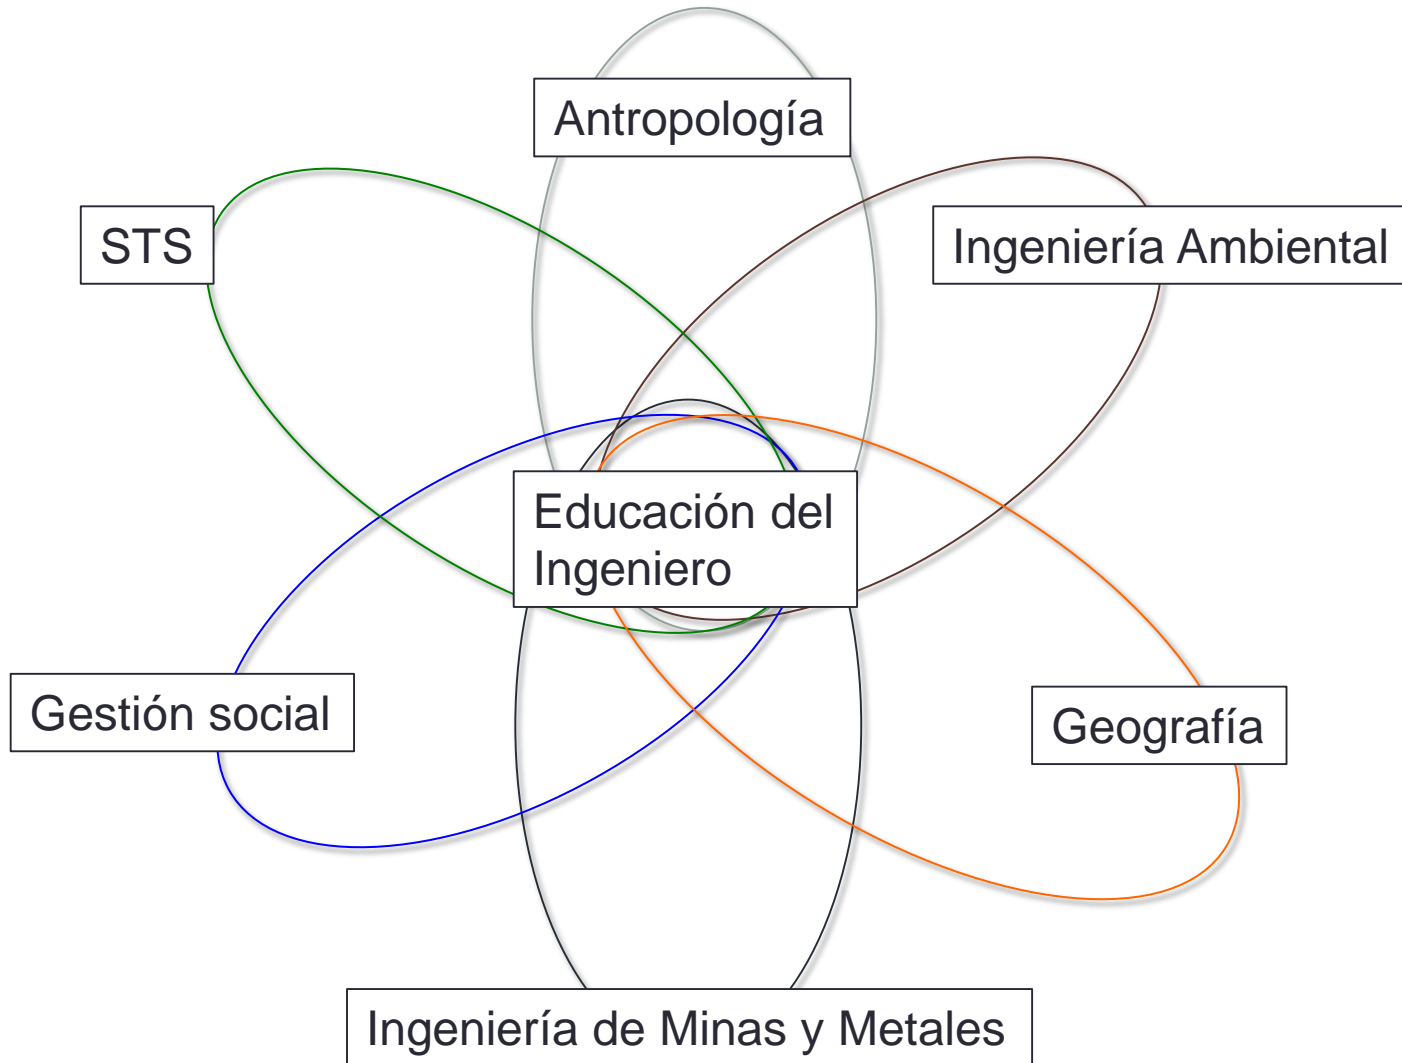 Antropología
STS
Ingeniería Ambiental
Educación del
Ingeniero
Gestión social
Geografía
Ingeniería de Minas y Metales